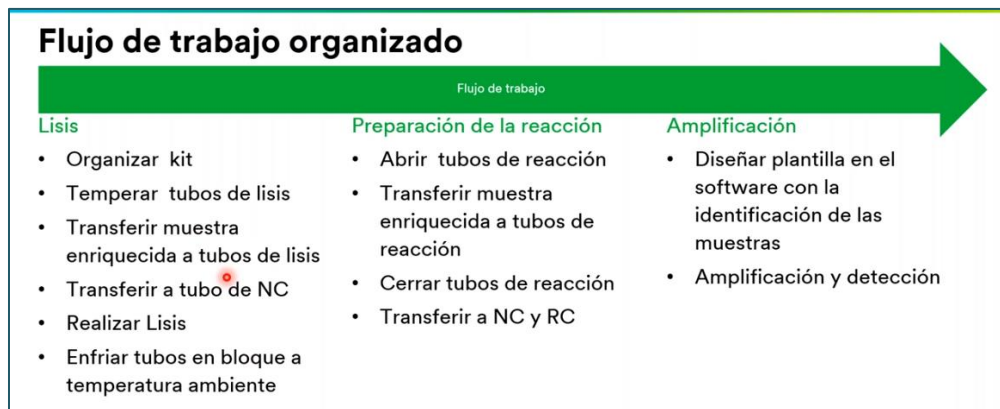 Flujo de trabajo organizado
Flujo de trabajo
Lisis
• Organizar kit
• Temperar tubos de lisis
• Transferir muestra
enriquecida a tubos de lisis
• Transferir a tubo de NC
• Realizar Lisis
• Enfriar tubos en bloque a
temperatura ambiente
Preparación de la reacción
• Abrir tubos de reacción
• Transferir muestra
enriquecida a tubos de
reacción
• Cerrar tubos de reacción
• Transferir a NC y RC
Amplificación
• Diseñar plantilla en el
software con la
identificación de las
muestras
• Amplificación y detección